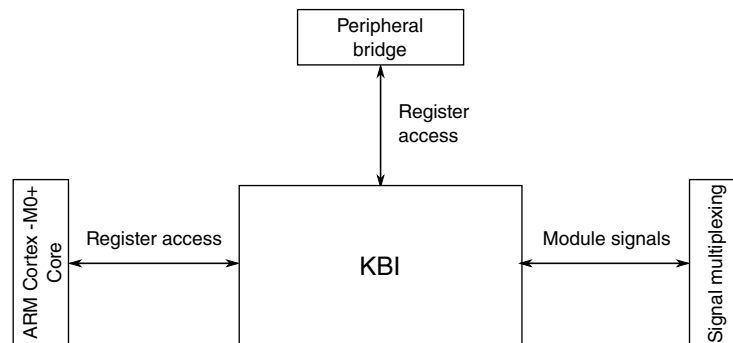 Peripheral
bridge
Register
access
ARM Cortex -M0+
Core
Register access
KBI
Module signals
Signal multiplexing